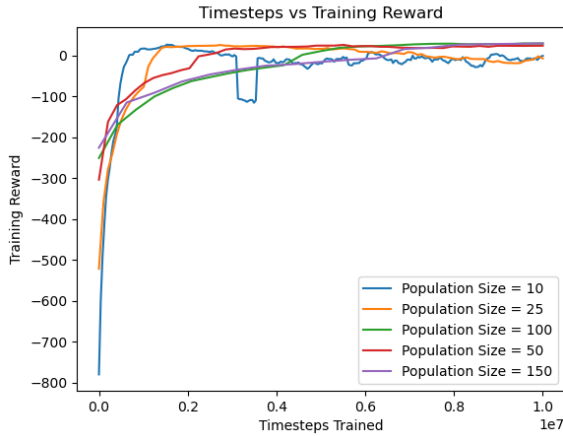 Timesteps vs Training Reward
Training Reward
0
−100
−200
−300
−400
−500
−600
−700
−800
Population Size = 10
Population Size = 25
Population Size = 100
Population Size = 50
Population Size = 150
0.0 0.2 0.4 0.6 0.8 1.0
1e7
Timesteps Trained